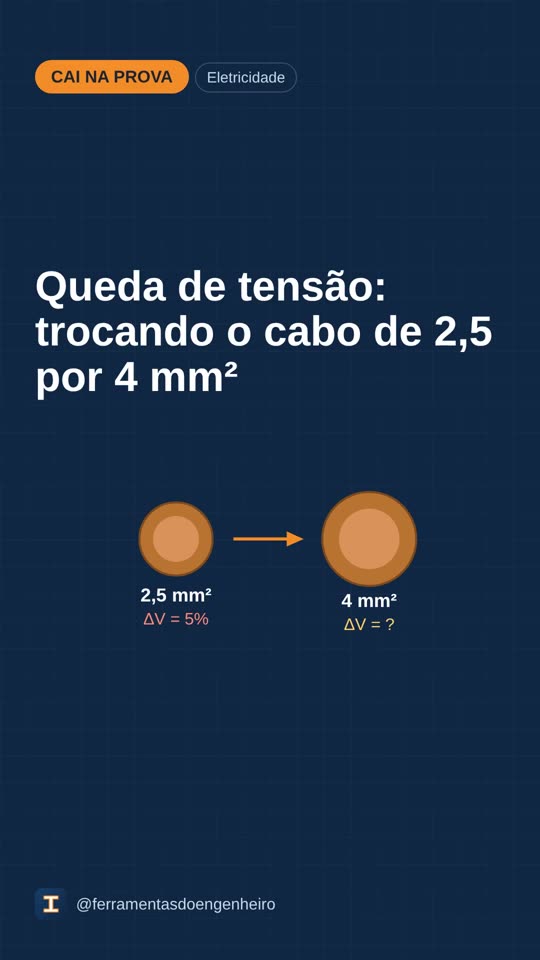 CAI NA PROVA
Eletricidade
Queda de tensão:
trocando o cabo de 2,5
por 4 mm²
2,5 mm²
ΔV = 5%
4 mm²
ΔV = ?
@ferramentasdoengenheiro